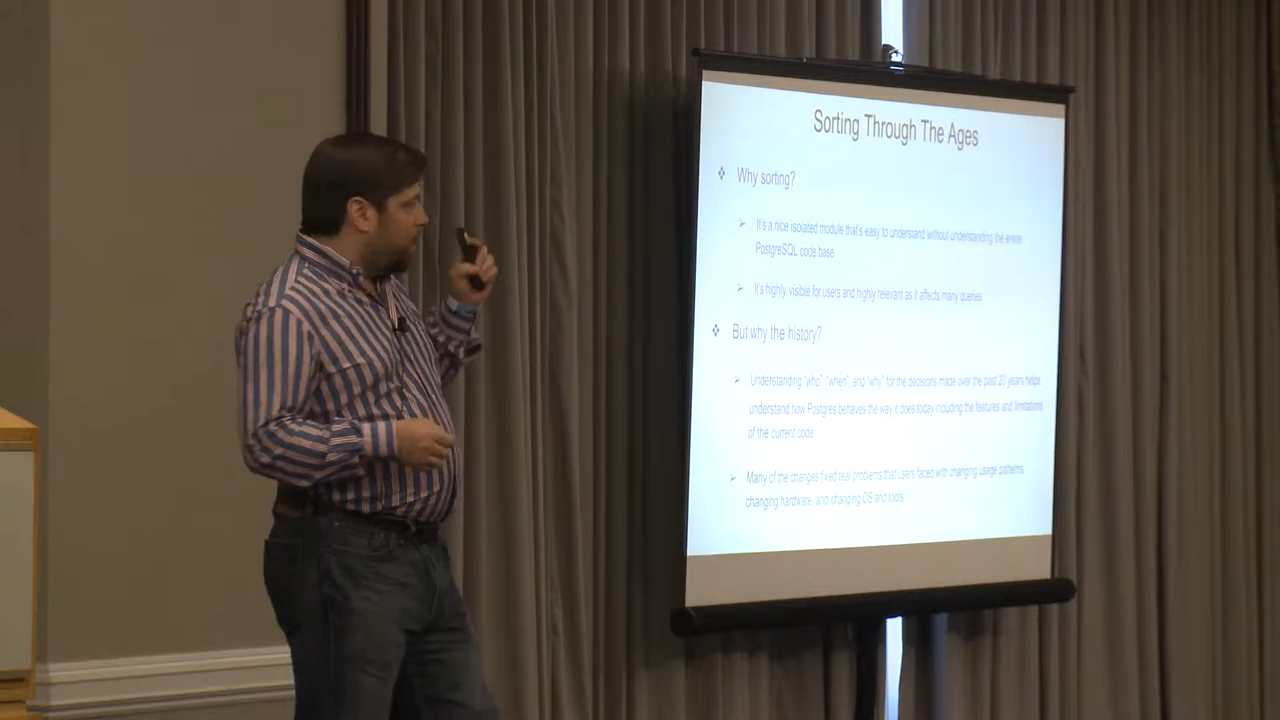 Sorting Through The Ages
Why sorting?
It's a nice isolated module that's easy to understand without understanding the entire
PostgreSQL code base
It's highly visible for users and highly relevant as it affects many queries
But why the history?
Understanding "who", "when", and "why" for the decisions made over the past 20 years helps
understand how Postgres behaves the way it does today including the features and limitations
of the current code.
Many of the changes fixed real problems that users faced with changing usage patterns
changing hardware, and changing OS and tools.